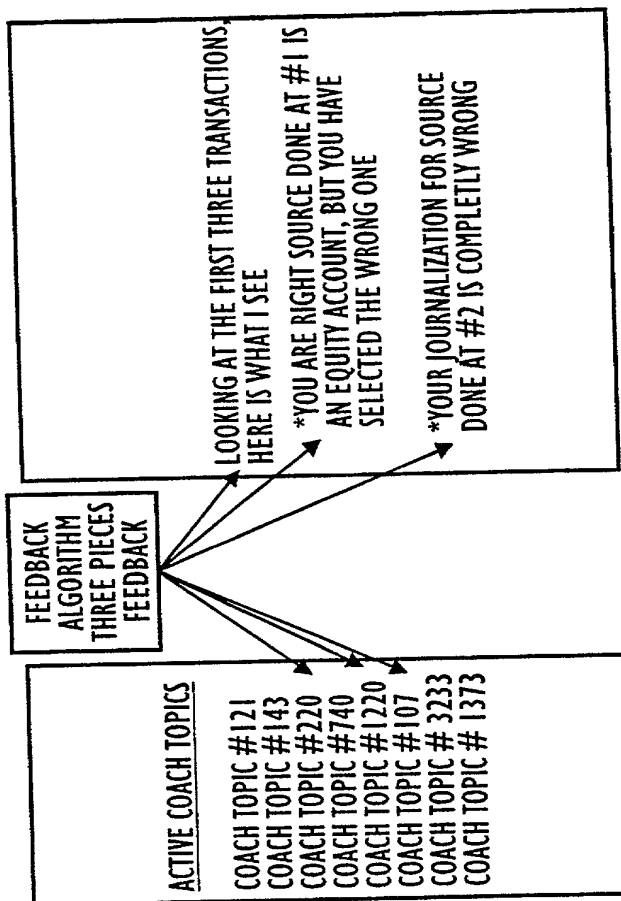 ACTIVE COACH TOPICS
COACH TOPIC #121
COACH TOPIC #143
COACH TOPIC #220
COACH TOPIC #740
COACH TOPIC #1220
COACH TOPIC #107
COACH TOPIC # 3233
COACH TOPIC # 1373
FEEDBACK
ALGORITHM
THREE PIECES
FEEDBACK
LOOKING AT THE FIRST THREE TRANSACTIONS,
HERE IS WHAT I SEE
*YOU ARE RIGHT SOURCE DONE AT #1 IS
AN EQUITY ACCOUNT, BUT YOU HAVE
SELECTED THE WRONG ONE
*YOUR JOURNALIZATION FOR SOURCE
DONE AT #2 IS COMPLETLY WRONG